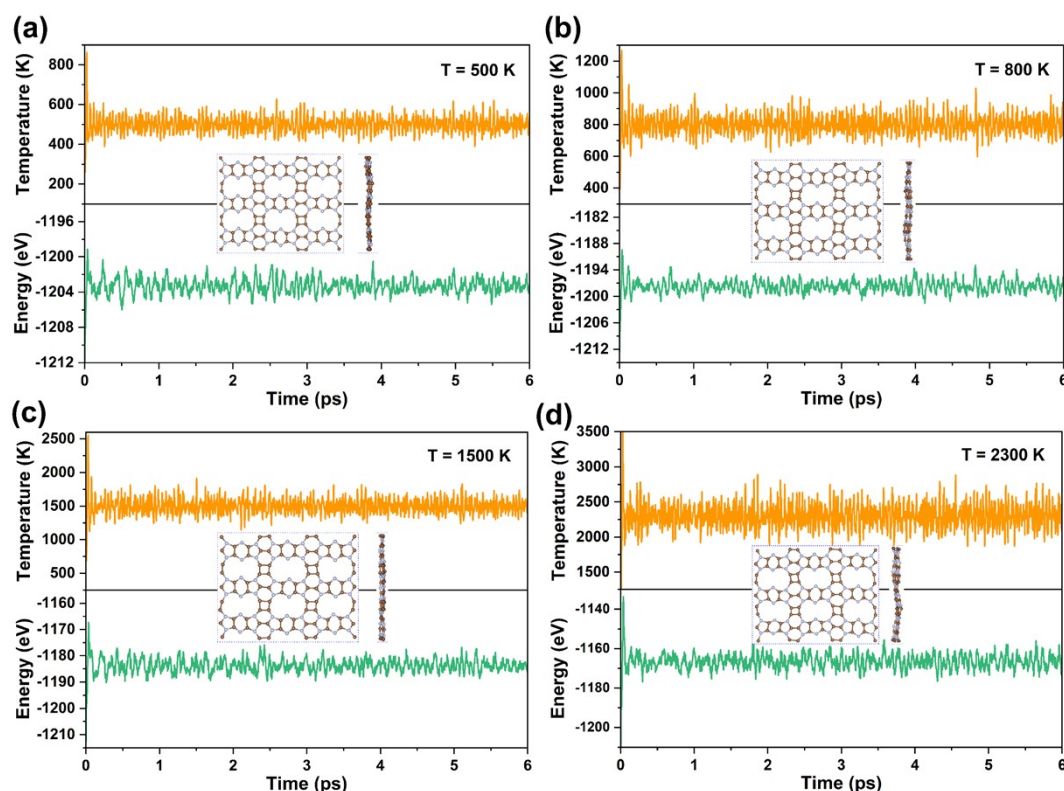 (a)
T = 500 K
Temperature (K)
800
600
400
200
Energy (eV)
-1196
-1200
-1204
-1208
-1212
0 1 2 3 4 5 6
Time (ps)
(b)
T = 800 K
Temperature (K)
1200
1000
800
600
400
Energy (eV)
-1182
-1188
-1194
-1200
-1206
-1212
0 1 2 3 4 5 6
Time (ps)
(c)
T = 1500 K
Temperature (K)
2500
2000
1500
1000
500
Energy (eV)
-1160
-1170
-1180
-1190
-1200
-1210
0 1 2 3 4 5 6
Time (ps)
(d)
T = 2300 K
Temperature (K)
3500
3000
2500
2000
1500
Energy (eV)
-1140
-1160
-1180
-1200
0 1 2 3 4 5 6
Time (ps)